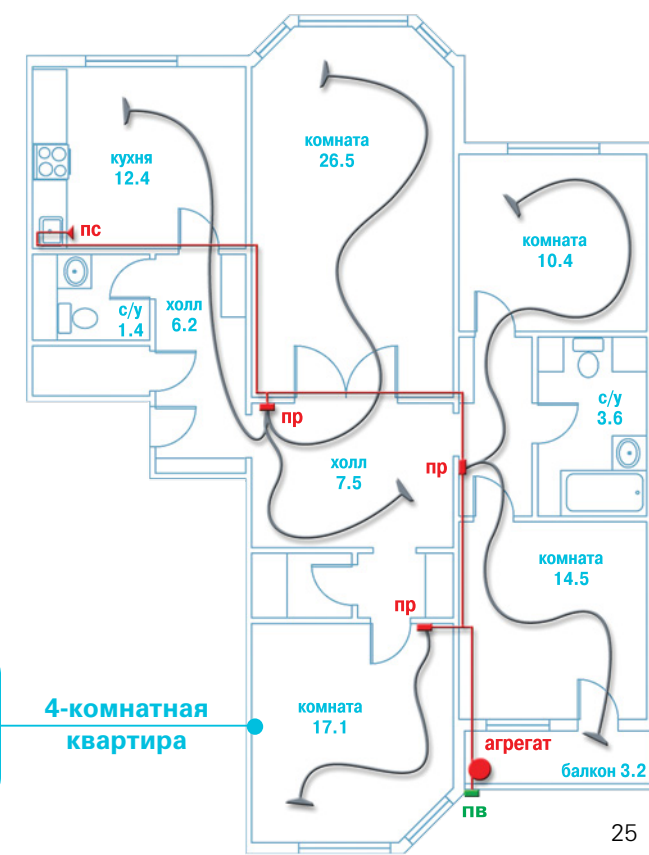 кухня
12.4
комната
26.5
комната
10.4
пс
с/у
1.4
холл
6.2
с/у
3.6
пр
холл
7.5
пр
комната
14.5
пр
4-комнатная
квартира
комната
17.1
агрегат
балкон 3.2
пв
25